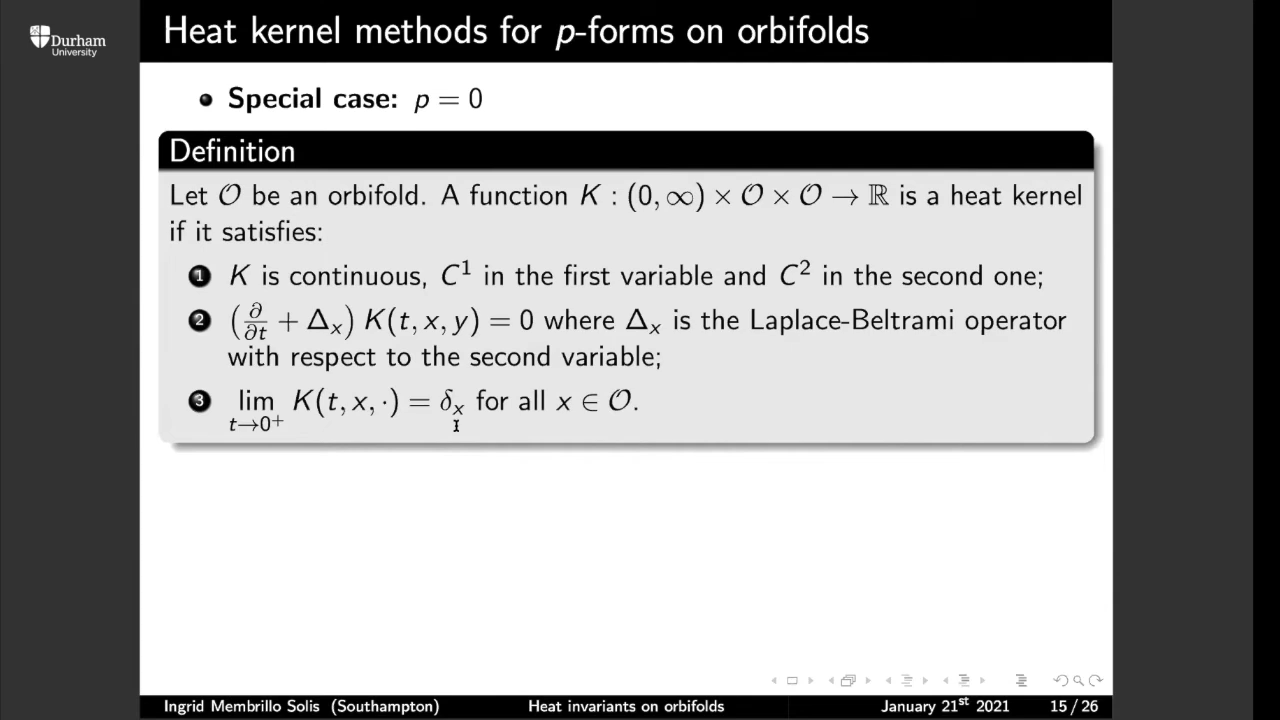 Durham
University
Heat kernel methods for p-forms on orbifolds
• Special case: p = 0
Definition
Let 𝒪 be an orbifold. A function K : (0, ∞) × 𝒪 × 𝒪 → ℝ is a heat kernel
if it satisfies:
1 K is continuous, C¹ in the first variable and C² in the second one;
2 (∂/∂t + Δₓ) K(t, x, y) = 0 where Δₓ is the Laplace-Beltrami operator
with respect to the second variable;
3 lim t→0⁺ K(t, x, ·) = δₓ for all x ∈ 𝒪.
Ingrid Membrillo Solis (Southampton) Heat invariants on orbifolds January 21st 2021 15 / 26